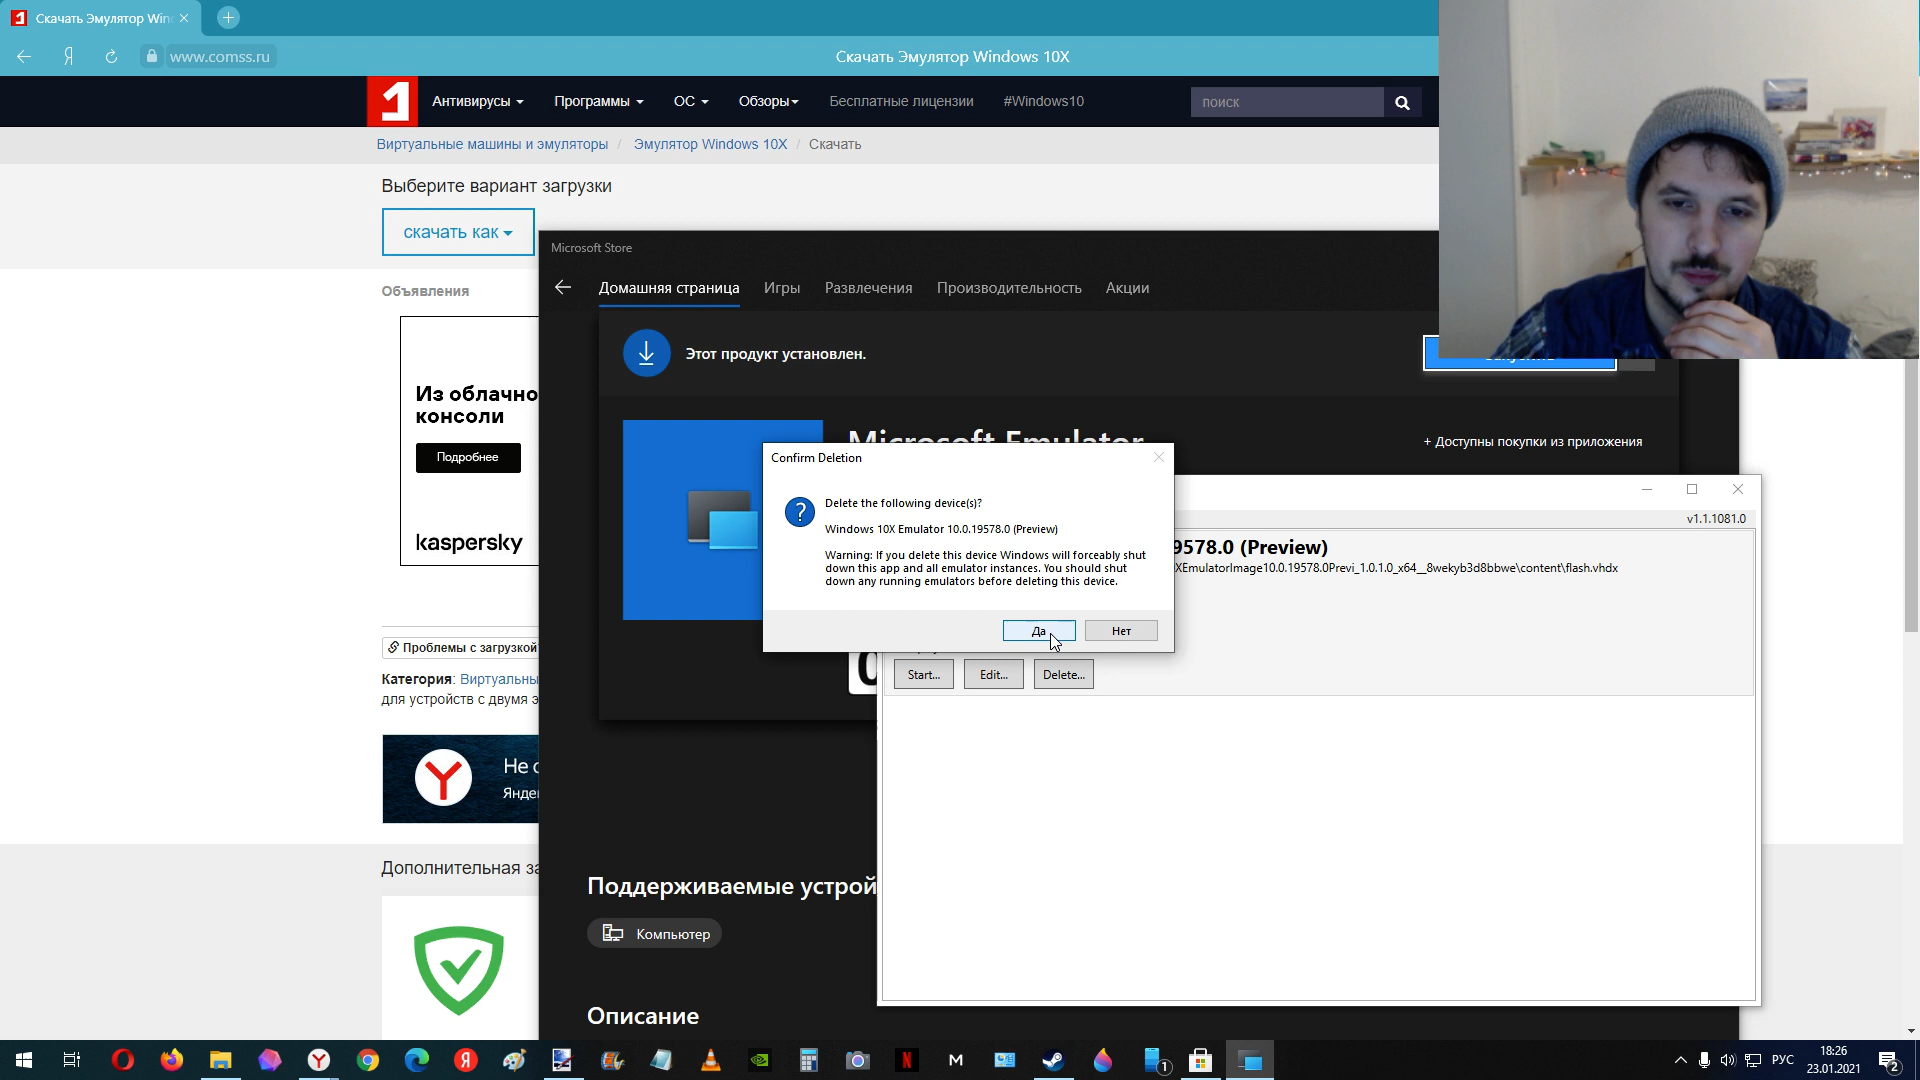 Скачать Эмулятор Win
www.comss.ru
Скачать Эмулятор Windows 10X
Антивирусы
Программы
ОС
Обзоры
Бесплатные лицензии
#Windows10
поиск
Виртуальные машины и эмуляторы / Эмулятор Windows 10X / Скачать
Выберите вариант загрузки
скачать как
Объявления
Из облачно
консоли
Подробнее
kaspersky
Проблемы с загрузкой
Категория: Виртуальны
для устройств с двумя э
Не с
Янде
Дополнительная за
Microsoft Store
Домашняя страница
Игры
Развлечения
Производительность
Акции
Этот продукт установлен.
Microsoft Emulator
+ Доступны покупки из приложения
Поддерживаемые устрой
Компьютер
Описание
Confirm Deletion
Delete the following device(s)?
Windows 10X Emulator 10.0.19578.0 (Preview)
Warning: If you delete this device Windows will forceably shut
down this app and all emulator instances. You should shut
down any running emulators before deleting this device.
Да
Нет
v1.1.1081.0
9578.0 (Preview)
XEmulatorImage10.0.19578.0Previ_1.0.1.0_x64__8wekyb3d8bbwe\content\flash.vhdx
Start...
Edit...
Delete...
РУС
18:26
23.01.2021
2
1